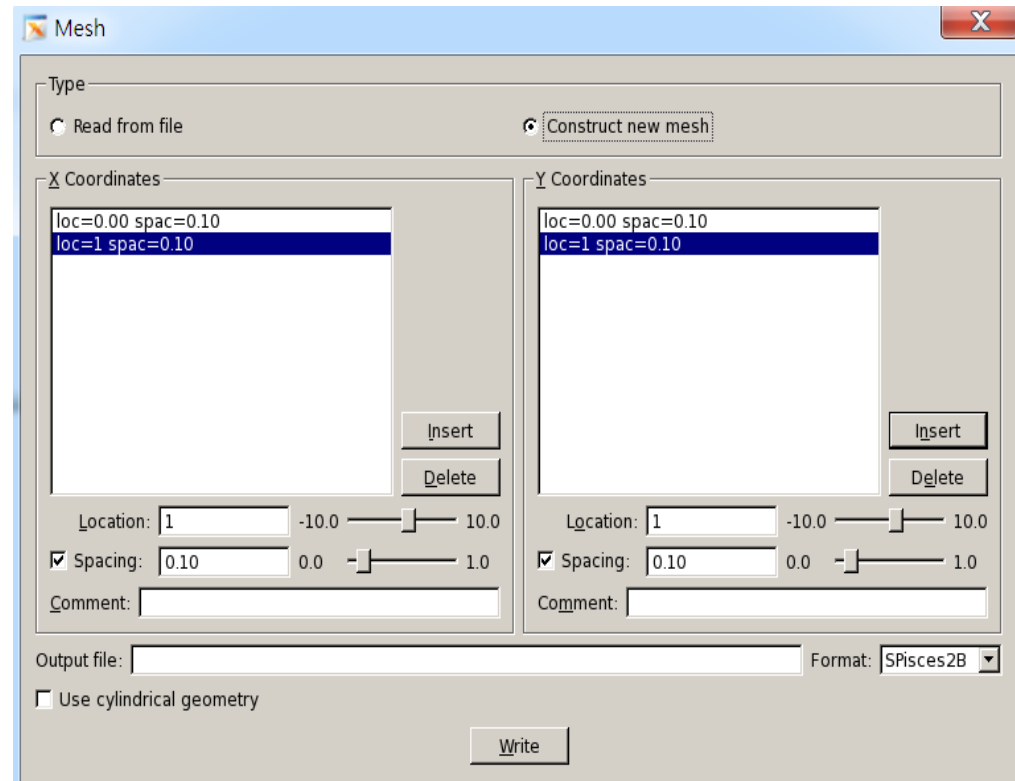 Mesh
X
Type
Read from file
Construct new mesh
X Coordinates
loc=0.00 spac=0.10
loc=1 spac=0.10
Insert
Delete
Location: 1 -10.0 10.0
Spacing: 0.10 0.0 1.0
Comment:
Y Coordinates
loc=0.00 spac=0.10
loc=1 spac=0.10
Insert
Delete
Location: 1 -10.0 10.0
Spacing: 0.10 0.0 1.0
Comment:
Output file: Format: SPisces2B
Use cylindrical geometry
Write